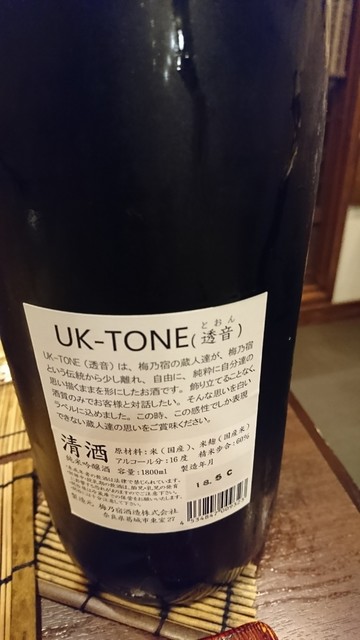 UK-TONE(透音)
とおん
UK-TONE（透音）は、梅乃宿の蔵人達が、梅乃宿
という伝統から少し離れ、自由に、純粋に自分達の
思い描くままを形にしたお酒です。飾り立てることなく、
酒質のみでお客様と対話したい。そんな思いを白い
ラベルに込めました。この時、この感性でしか表現
できない蔵人達の思いをご賞味ください。
清酒
純米吟醸酒
原材料：米（国産）、米麹（国産米）
アルコール分：16度 精米歩合：60%
容量：1800ml 製造年月
18.5 C
製造元 梅乃宿酒造株式会社
奈良県葛城市東室27